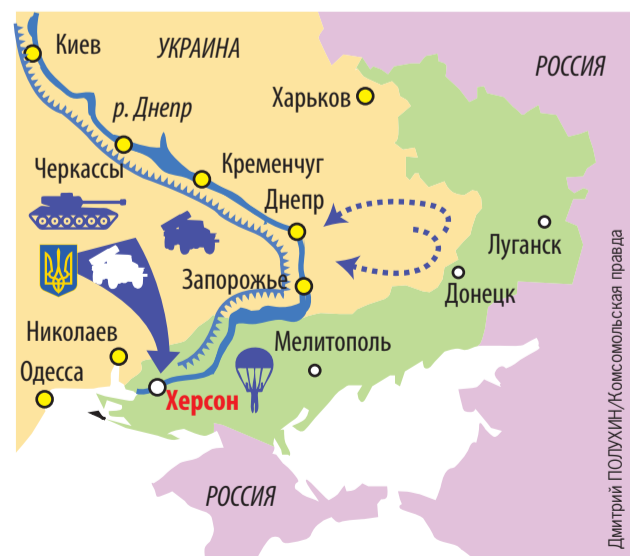 Киев
УКРАИНА
РОССИЯ
Харьков
р. Днепр
Черкассы
Кременчуг
Днепр
Луганск
Запорожье
Донецк
Николаев
Мелитополь
Одесса
Херсон
РОССИЯ
Дмитрий ПОЛУХИН/Комсомольская правда